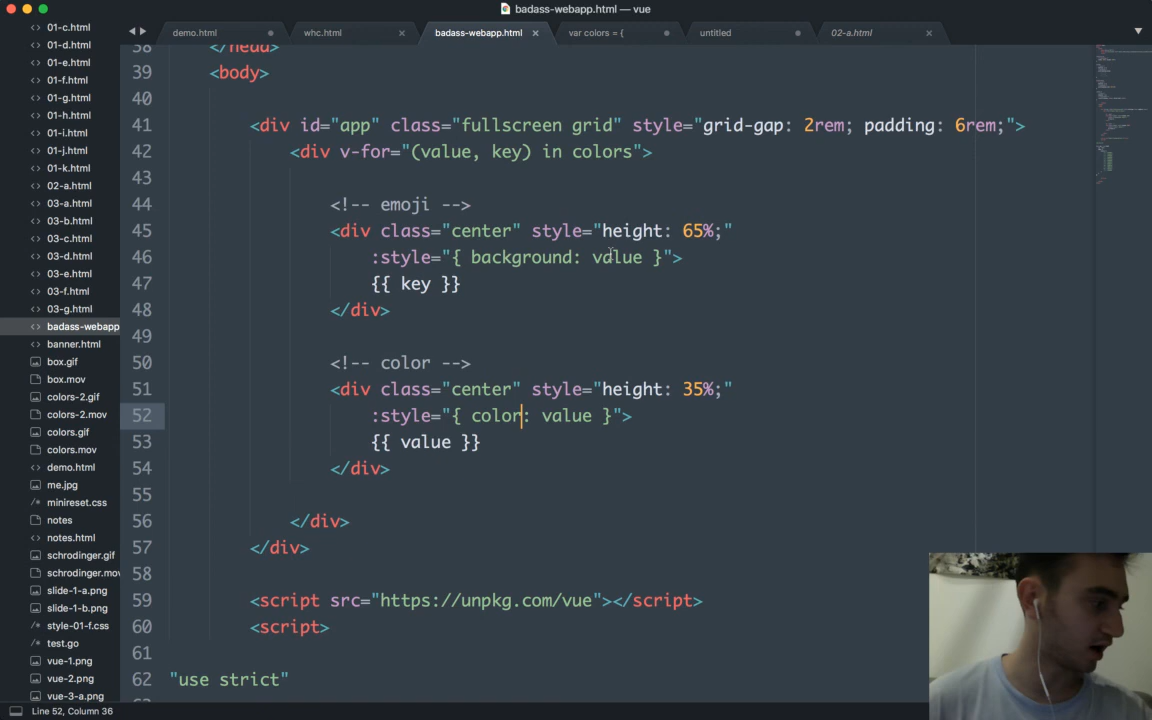 badass-webapp.html — vue
demo.html
whc.html
badass-webapp.html
var colors = {
untitled
02-a.html
01-c.html
01-d.html
01-e.html
01-f.html
01-g.html
01-h.html
01-i.html
01-j.html
01-k.html
02-a.html
03-a.html
03-b.html
03-c.html
03-d.html
03-e.html
03-f.html
03-g.html
badass-webapp
banner.html
box.gif
box.mov
colors-2.gif
colors-2.mov
colors.gif
colors.mov
demo.html
me.jpg
minireset.css
notes
notes.html
schrodinger.gif
schrodinger.mov
slide-1-a.png
slide-1-b.png
style-01-f.css
test.go
vue-1.png
vue-2.png
vue-3-a.png
38 </head>
39 <body>
40
41 <div id="app" class="fullscreen grid" style="grid-gap: 2rem; padding: 6rem;">
42 <div v-for="(value, key) in colors">
43
44 <!-- emoji -->
45 <div class="center" style="height: 65%;"
46 :style="{ background: value }">
47 {{ key }}
48 </div>
49
50 <!-- color -->
51 <div class="center" style="height: 35%;"
52 :style="{ color: value }">
53 {{ value }}
54 </div>
55
56 </div>
57 </div>
58
59 <script src="https://unpkg.com/vue"></script>
60 <script>
61
62 "use strict"
Line 52, Column 36